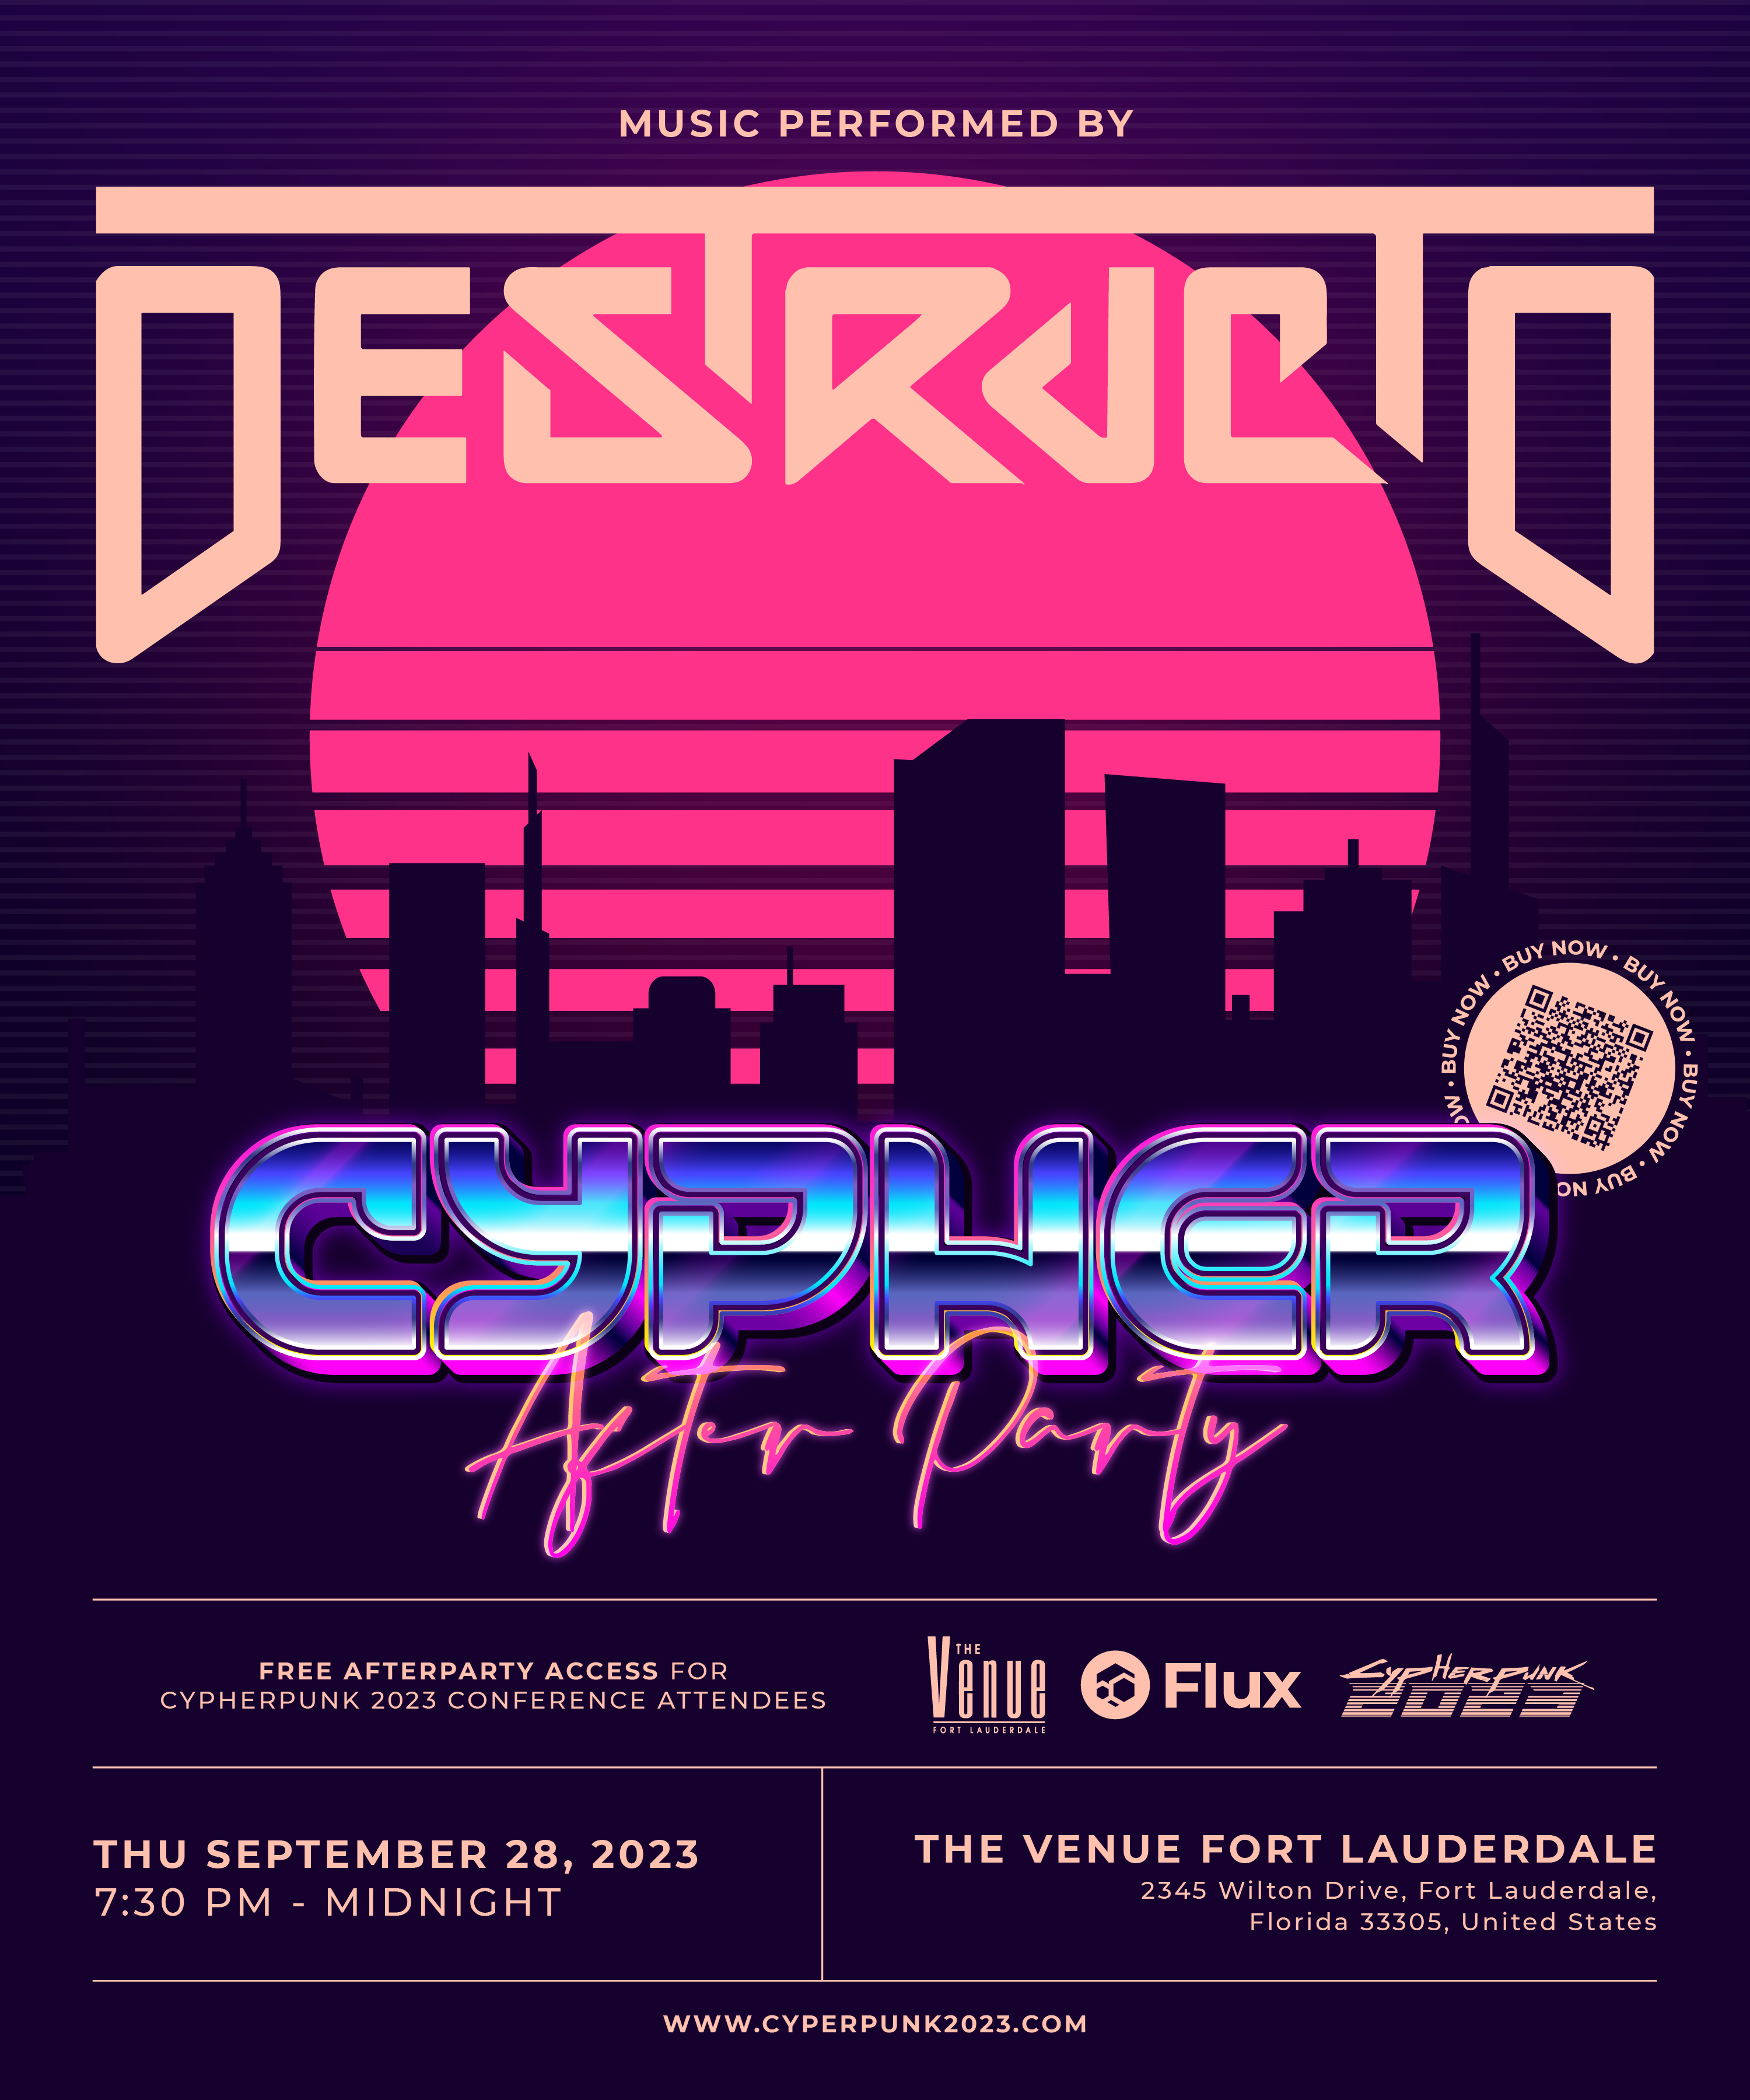 MUSIC PERFORMED BY
DESTRUCTO
BUY NOW • BUY NOW • BUY NOW • BUY NOW • BUY NOW •
CYPHER
After Party
FREE AFTERPARTY ACCESS FOR
CYPHERPUNK 2023 CONFERENCE ATTENDEES
THE
Venue
FORT LAUDERDALE
Flux
CYPHERPUNK
2023
THU SEPTEMBER 28, 2023
7:30 PM - MIDNIGHT
THE VENUE FORT LAUDERDALE
2345 Wilton Drive, Fort Lauderdale,
Florida 33305, United States
WWW.CYPERPUNK2023.COM